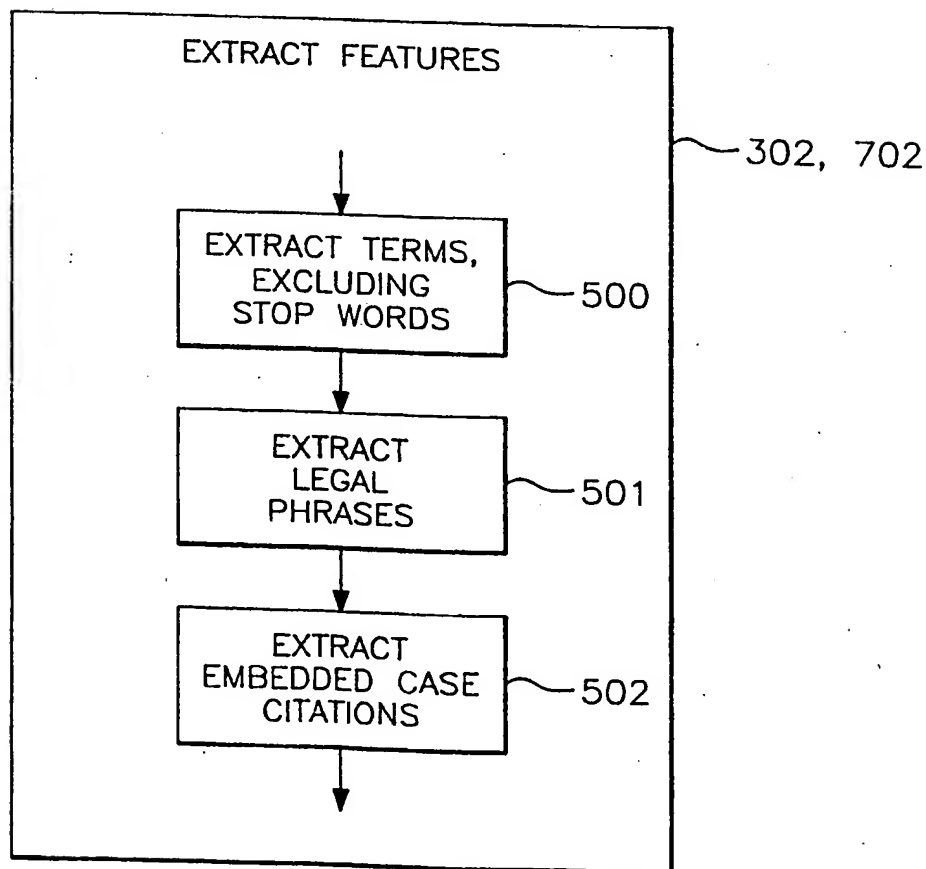 EXTRACT FEATURES
302, 702
EXTRACT TERMS,
EXCLUDING
STOP WORDS
500
EXTRACT
LEGAL
PHRASES
501
EXTRACT
EMBEDDED CASE
CITATIONS
502